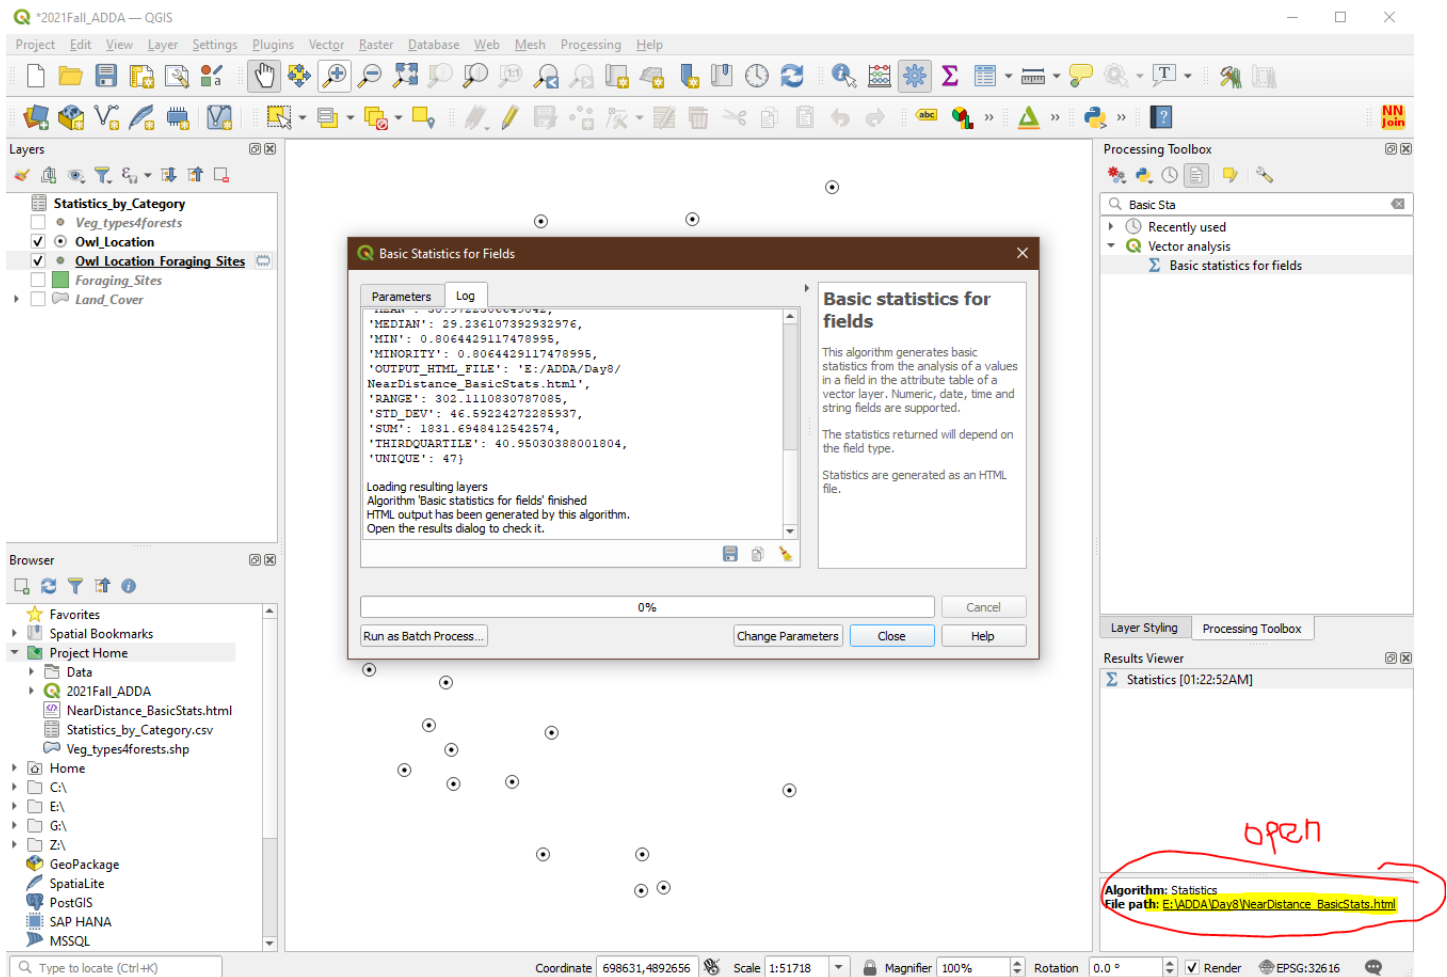 *2021Fall_ADDA — QGIS
Project Edit View Layer Settings Plugins Vector Raster Database Web Mesh Processing Help
abc
NN
Join
Layers
Statistics_by_Category
Veg_types4forests
Owl_Location
Owl_Location_Foraging_Sites
Foraging_Sites
Land_Cover
Browser
Favorites
Spatial Bookmarks
Project Home
Data
2021Fall_ADDA
NearDistance_BasicStats.html
Statistics_by_Category.csv
Veg_types4forests.shp
Home
C:\
E:\
G:\
Z:\
GeoPackage
SpatiaLite
PostGIS
SAP HANA
MSSQL
Basic Statistics for Fields
Parameters Log
'MEDIAN': 29.236107392932976,
'MIN': 0.8064429117478995,
'MINORITY': 0.8064429117478995,
'OUTPUT_HTML_FILE': 'E:/ADDA/Day8/
NearDistance_BasicStats.html',
'RANGE': 302.1110830787085,
'STD_DEV': 46.59224272285937,
'SUM': 1831.6948412542574,
'THIRDQUARTILE': 40.95030388001804,
'UNIQUE': 47}
Loading resulting layers
Algorithm 'Basic statistics for fields' finished
HTML output has been generated by this algorithm.
Open the results dialog to check it.
Basic statistics for
fields
This algorithm generates basic
statistics from the analysis of a values
in a field in the attribute table of a
vector layer. Numeric, date, time and
string fields are supported.
The statistics returned will depend on
the field type.
Statistics are generated as an HTML
file.
0%
Cancel
Run as Batch Process...
Change Parameters
Close
Help
Processing Toolbox
Basic Sta
Recently used
Vector analysis
Basic statistics for fields
Layer Styling Processing Toolbox
Results Viewer
Statistics [01:22:52AM]
open
Algorithm: Statistics
File path: E:\ADDA\Day8\NearDistance_BasicStats.html
Type to locate (Ctrl+K)
Coordinate 698631,4892656 Scale 1:51718 Magnifier 100% Rotation 0.0 ° Render EPSG:32616